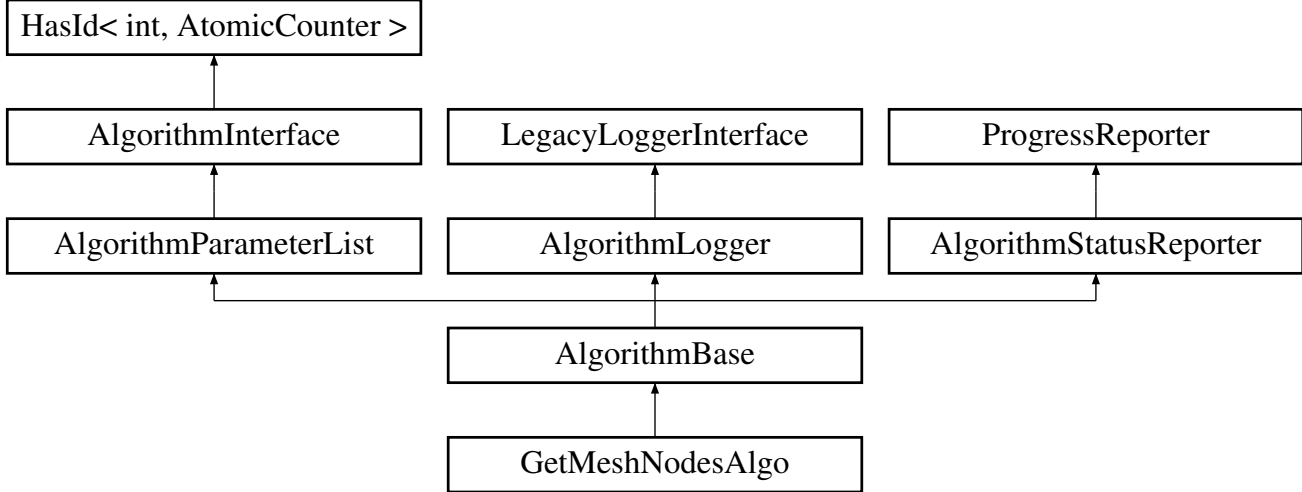 HasId< int, AtomicCounter >
AlgorithmInterface
LegacyLoggerInterface
ProgressReporter
AlgorithmParameterList
AlgorithmLogger
AlgorithmStatusReporter
AlgorithmBase
GetMeshNodesAlgo